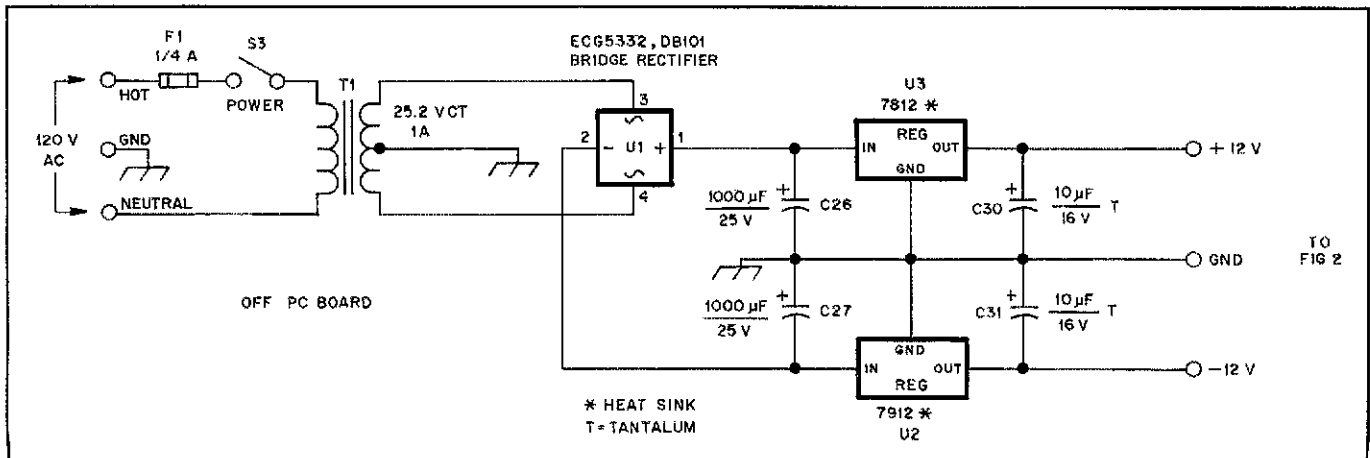 F1
1/4 A
S3
HOT
POWER
120 V
AC
GND
NEUTRAL
T1
25.2 VCT
1A
ECG5332, DB101
BRIDGE RECTIFIER
3
2
- U1 +
1
4
U3
7812 *
REG
IN OUT
GND
+12 V
+
1000 µF
25 V
C26
+
C30
10 µF
16 V
T
GND
TO
FIG 2
OFF PC BOARD
+
1000 µF
25 V
C27
+
C31
10 µF
16 V
T
GND
IN OUT
REG
-12 V
7912 *
U2
* HEAT SINK
T = TANTALUM